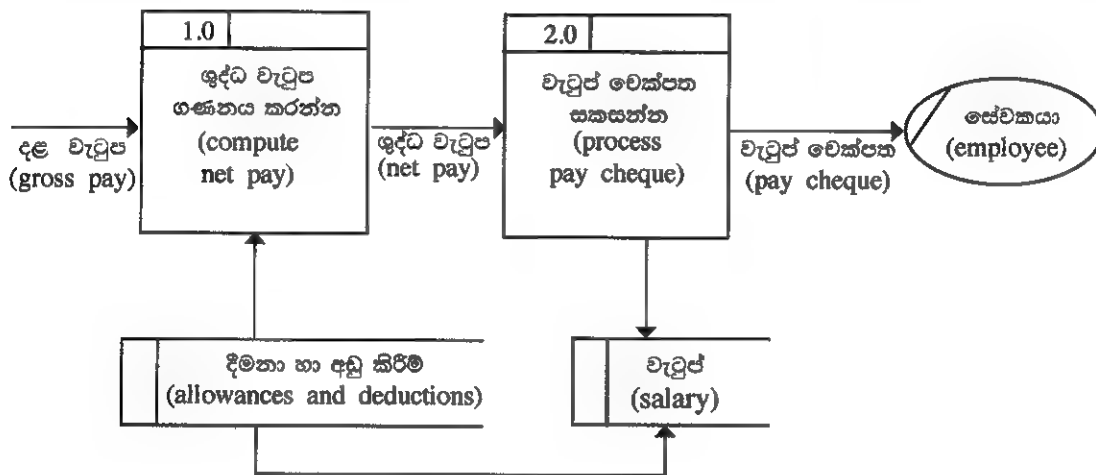 1.0
ශුද්ධ වැටුප
ගණනය කරන්න
(compute
net pay)
2.0
වැටුප් චෙක්පත
සකසන්න
(process
pay cheque)
සේවකයා
(employee)
දළ වැටුප
(gross pay)
ශුද්ධ වැටුප
(net pay)
වැටුප් චෙක්පත
(pay cheque)
දීමනා හා අඩු කිරීම්
(allowances and deductions)
වැටුප්
(salary)